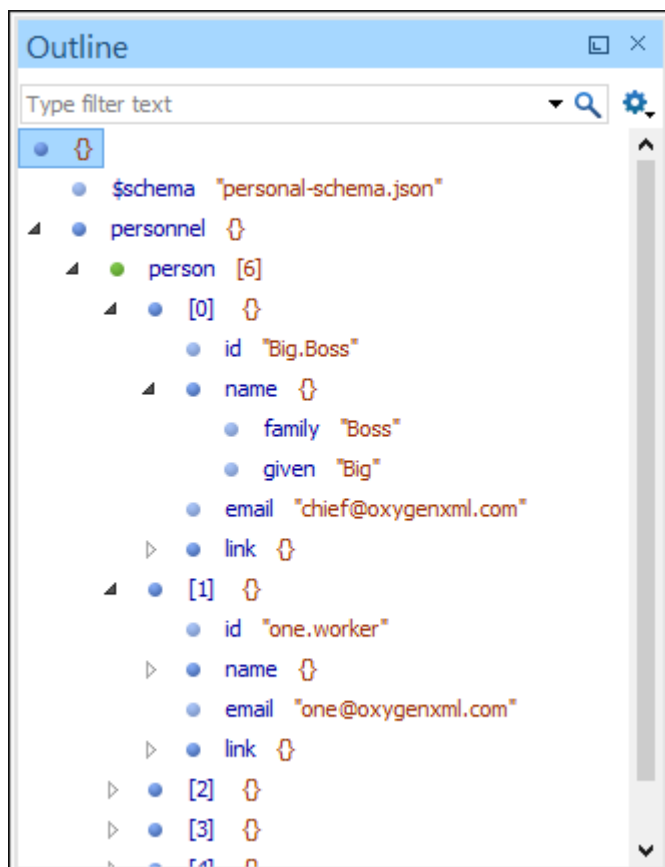 Outline
Type filter text
{}
$schema "personal-schema.json"
personnel {}
person [6]
[0] {}
id "Big.Boss"
name {}
family "Boss"
given "Big"
email "chief@oxygenxml.com"
link {}
[1] {}
id "one.worker"
name {}
email "one@oxygenxml.com"
link {}
[2] {}
[3] {}
[4] {}